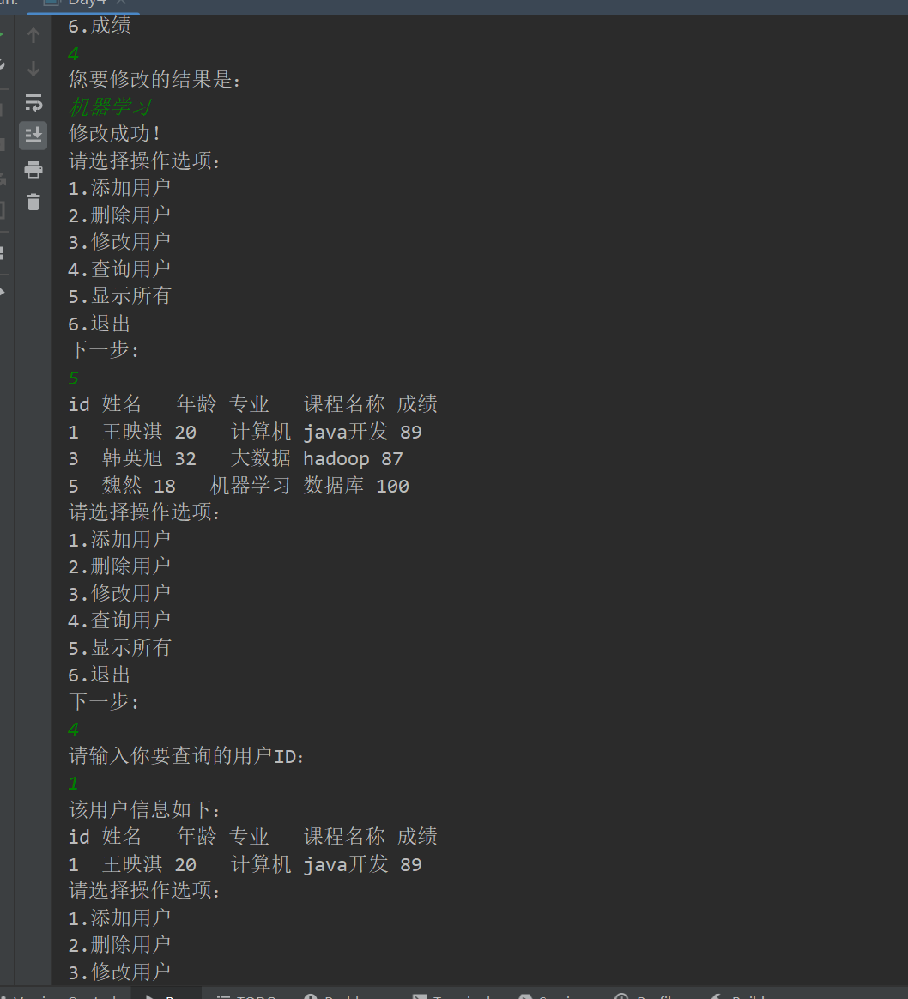 Day4
6.成绩
4
您要修改的结果是:
机器学习
修改成功!
请选择操作选项:
1.添加用户
2.删除用户
3.修改用户
4.查询用户
5.显示所有
6.退出
下一步:
5
id 姓名 年龄 专业 课程名称 成绩
1 王映淇 20 计算机 java开发 89
3 韩英旭 32 大数据 hadoop 87
5 魏然 18 机器学习 数据库 100
请选择操作选项:
1.添加用户
2.删除用户
3.修改用户
4.查询用户
5.显示所有
6.退出
下一步:
4
请输入你要查询的用户ID:
1
该用户信息如下:
id 姓名 年龄 专业 课程名称 成绩
1 王映淇 20 计算机 java开发 89
请选择操作选项:
1.添加用户
2.删除用户
3.修改用户